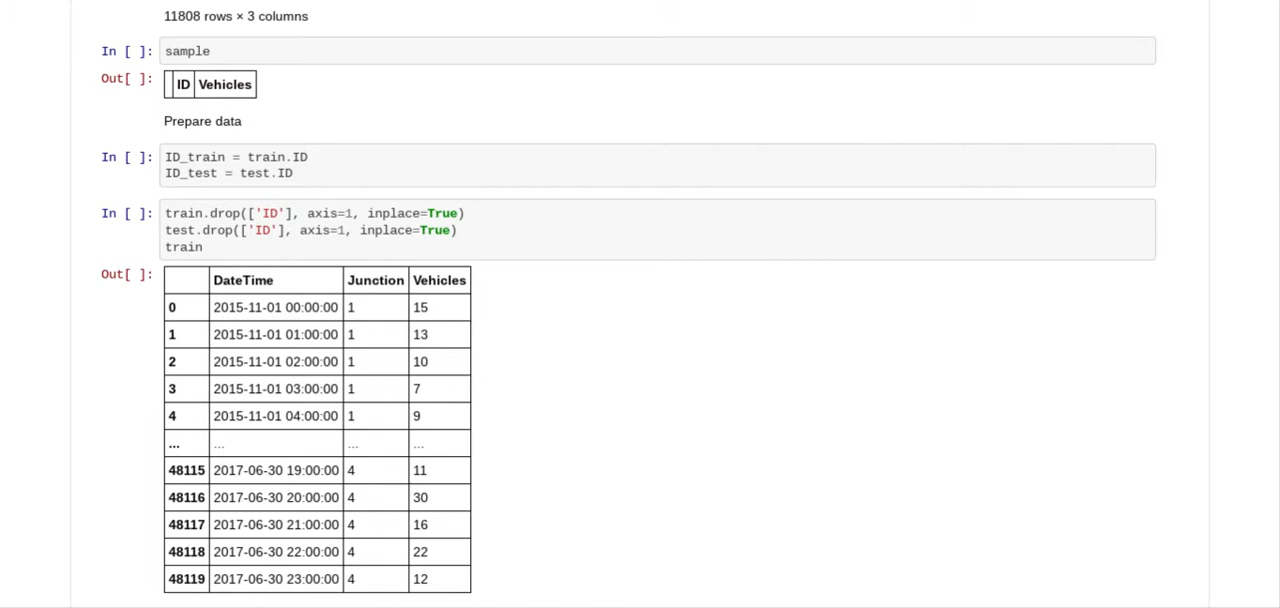 11808 rows × 3 columns
In [ ]: sample
Out[ ]: ID Vehicles
Prepare data
In [ ]: ID_train = train.ID
ID_test = test.ID
In [ ]: train.drop(['ID'], axis=1, inplace=True)
test.drop(['ID'], axis=1, inplace=True)
train
Out[ ]: DateTime Junction Vehicles
0 2015-11-01 00:00:00 1 15
1 2015-11-01 01:00:00 1 13
2 2015-11-01 02:00:00 1 10
3 2015-11-01 03:00:00 1 7
4 2015-11-01 04:00:00 1 9
... ... ... ...
48115 2017-06-30 19:00:00 4 11
48116 2017-06-30 20:00:00 4 30
48117 2017-06-30 21:00:00 4 16
48118 2017-06-30 22:00:00 4 22
48119 2017-06-30 23:00:00 4 12